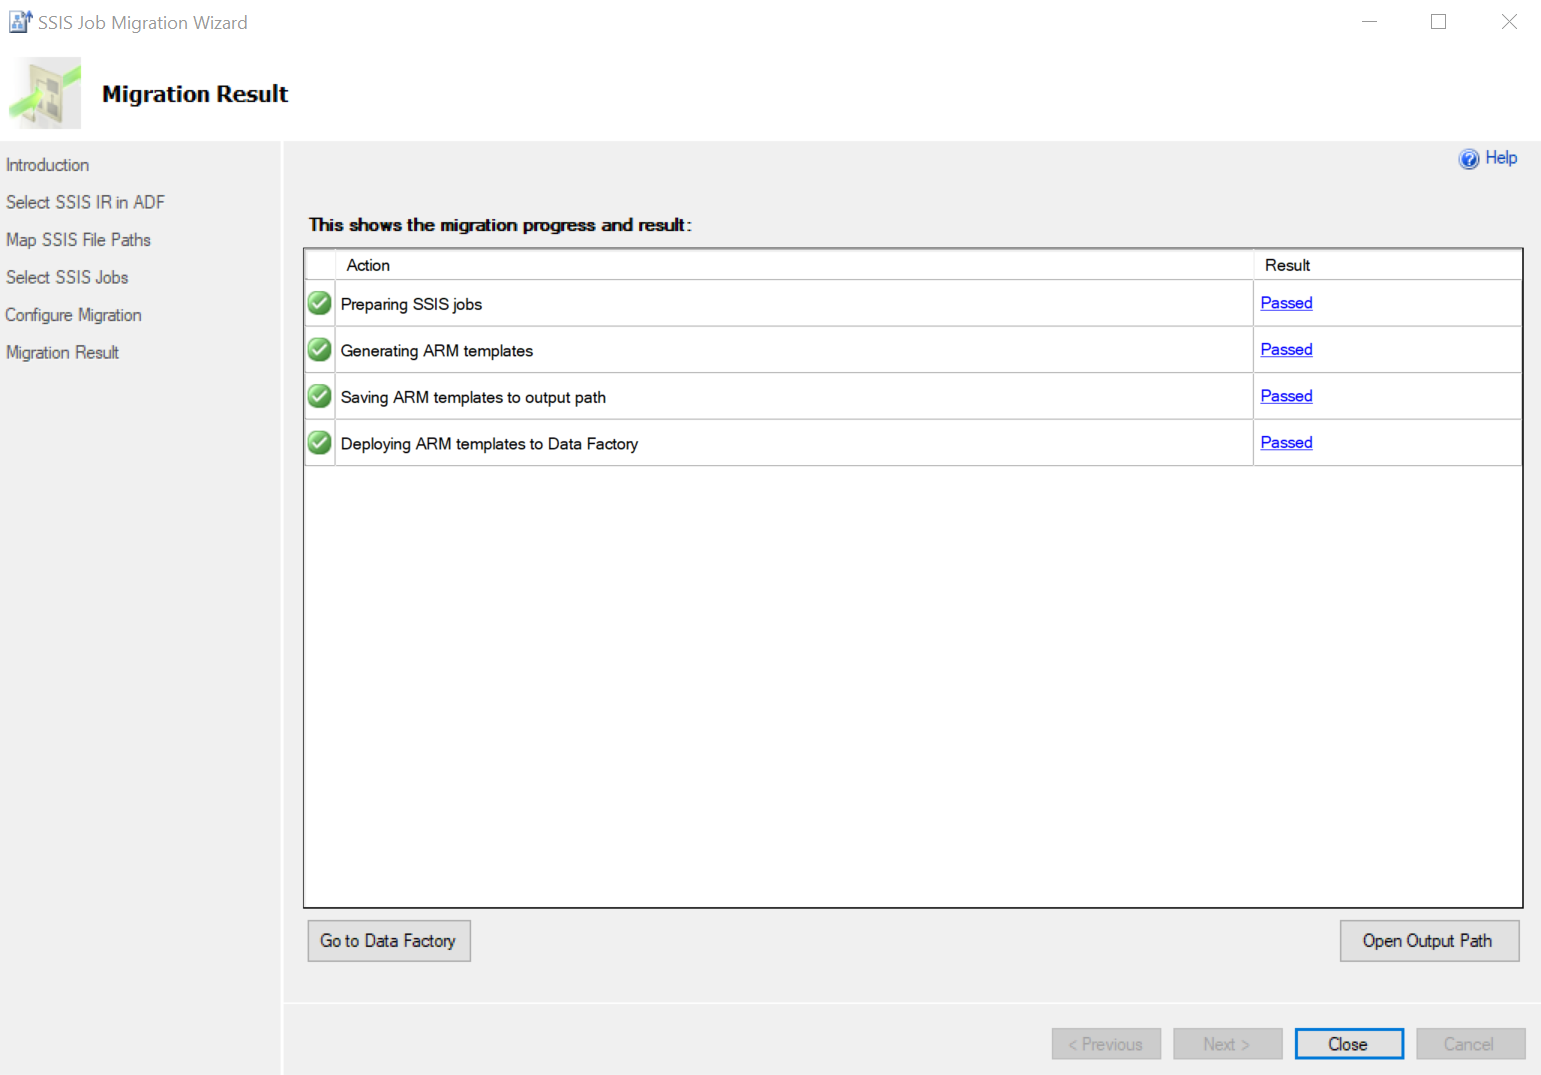 SSIS Job Migration Wizard
Migration Result
Introduction
Select SSIS IR in ADF
Map SSIS File Paths
Select SSIS Jobs
Configure Migration
Migration Result
Help
This shows the migration progress and result:
Action Result
Preparing SSIS jobs Passed
Generating ARM templates Passed
Saving ARM templates to output path Passed
Deploying ARM templates to Data Factory Passed
Go to Data Factory Open Output Path
< Previous Next > Close Cancel